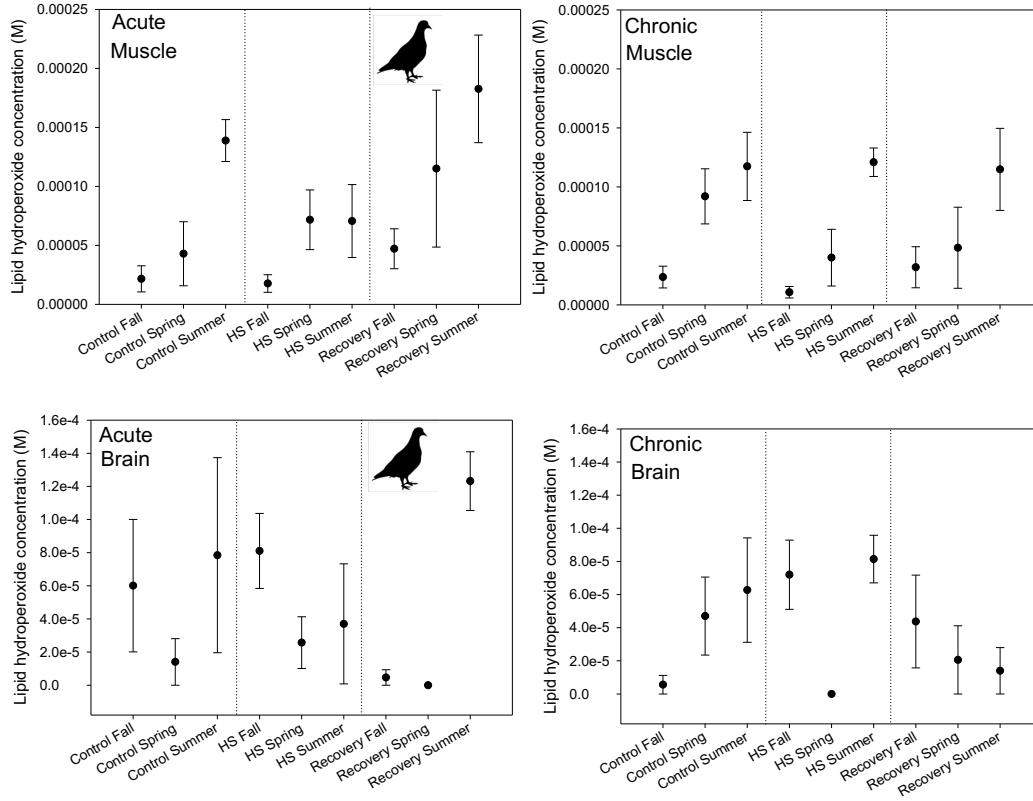 Acute
Muscle
Lipid hydroperoxide concentration (M)
0.00025
0.00020
0.00015
0.00010
0.00005
0.00000
Control Fall
Control Spring
Control Summer
HS Fall
HS Spring
HS Summer
Recovery Fall
Recovery Spring
Recovery Summer
Chronic
Muscle
Lipid hydroperoxide concentration (M)
0.00025
0.00020
0.00015
0.00010
0.00005
0.00000
Control Fall
Control Spring
Control Summer
HS Fall
HS Spring
HS Summer
Recovery Fall
Recovery Spring
Recovery Summer
Acute
Brain
Lipid hydroperoxide concentration (M)
1.6e-4
1.4e-4
1.2e-4
1.0e-4
8.0e-5
6.0e-5
4.0e-5
2.0e-5
0.0
Control Fall
Control Spring
Control Summer
HS Fall
HS Spring
HS Summer
Recovery Fall
Recovery Spring
Recovery Summer
Chronic
Brain
Lipid hydroperoxide concentration (M)
1.6e-4
1.4e-4
1.2e-4
1.0e-4
8.0e-5
6.0e-5
4.0e-5
2.0e-5
0.0
Control Fall
Control Spring
Control Summer
HS Fall
HS Spring
HS Summer
Recovery Fall
Recovery Spring
Recovery Summer